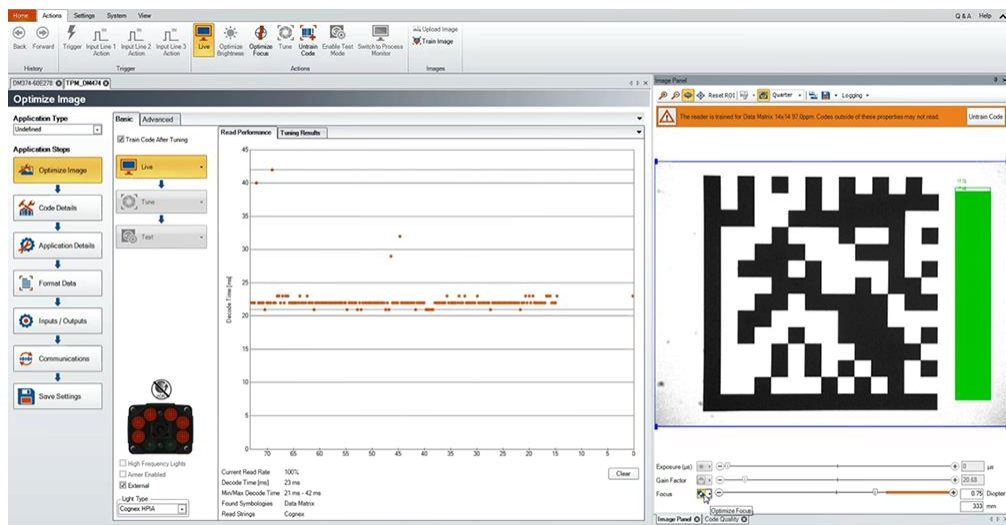 Home Actions Settings System View Q & A Help
Back Forward Trigger Input Line 1 Action Input Line 2 Action Input Line 3 Action Live Optimize Brightness Optimize Focus Tune Untrain Code Enable Test Mode Switch to Process Monitor Upload Image
Train Image
History Trigger Actions Images
DM374-60E278 TPM_DM474
Image Panel
Optimize Image
Reset ROI Quarter Logging
Application Type
Undefined
Basic Advanced
The reader is trained for Data Matrix 14x14 97.0ppm. Codes outside of these properties may not read. Untrain Code
Train Code After Tuning
Read Performance Tuning Results
Application Steps
Optimize Image
Code Details
Application Details
Format Data
Inputs / Outputs
Communications
Save Settings
Live
Tune
Test
High Frequency Lights
Aimer Enabled
External
Light Type
Cognex HPIA
Decode Time [ms]
45
40
35
30
25
20
15
10
5
0
70 65 60 55 50 45 40 35 30 25 20 15 10 5 0
Current Read Rate 100%
Decode Time [ms] 23 ms
Min/Max Decode Time 21 ms - 42 ms
Found Symbologies Data Matrix
Read Strings Cognex
Clear
Exposure (µs) 0 µs
Gain Factor 20.68
Focus 0.75 Diopter
333 mm
Optimize Focus
Image Panel Code Quality